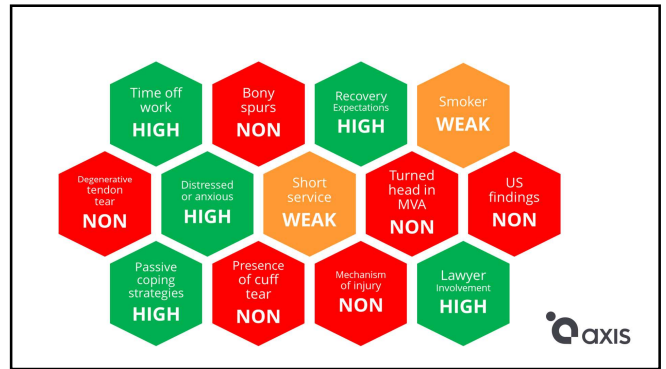 Time off
work
HIGH
Bony
spurs
NON
Recovery
Expectations
HIGH
Smoker
WEAK
Degenerative
tendon
tear
NON
Distressed
or anxious
HIGH
Short
service
WEAK
Turned
head in
MVA
NON
US
findings
NON
Passive
coping
strategies
HIGH
Presence
of cuff
tear
NON
Mechanism
of injury
NON
Lawyer
Involvement
HIGH
axis